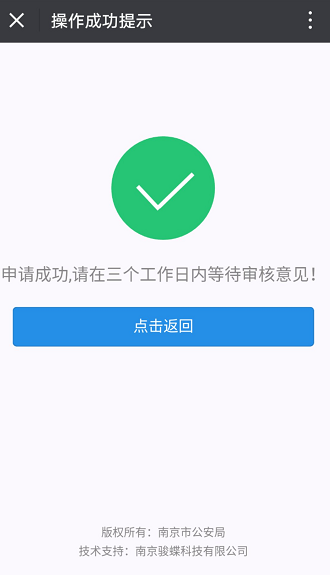 操作成功提示
申请成功,请在三个工作日内等待审核意见！
点击返回
版权所有：南京市公安局
技术支持：南京骏蝶科技有限公司